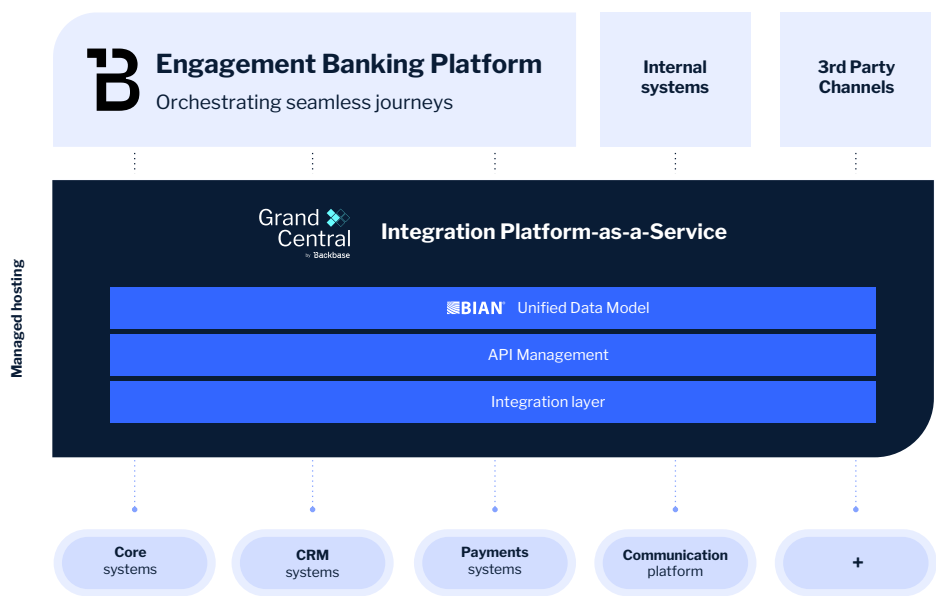 Engagement Banking Platform
Orchestrating seamless journeys
Internal
systems
3rd Party
Channels
Managed hosting
Grand
Central
by Backbase
Integration Platform-as-a-Service
BIAN Unified Data Model
API Management
Integration layer
Core
systems
CRM
systems
Payments
systems
Communication
platform
+